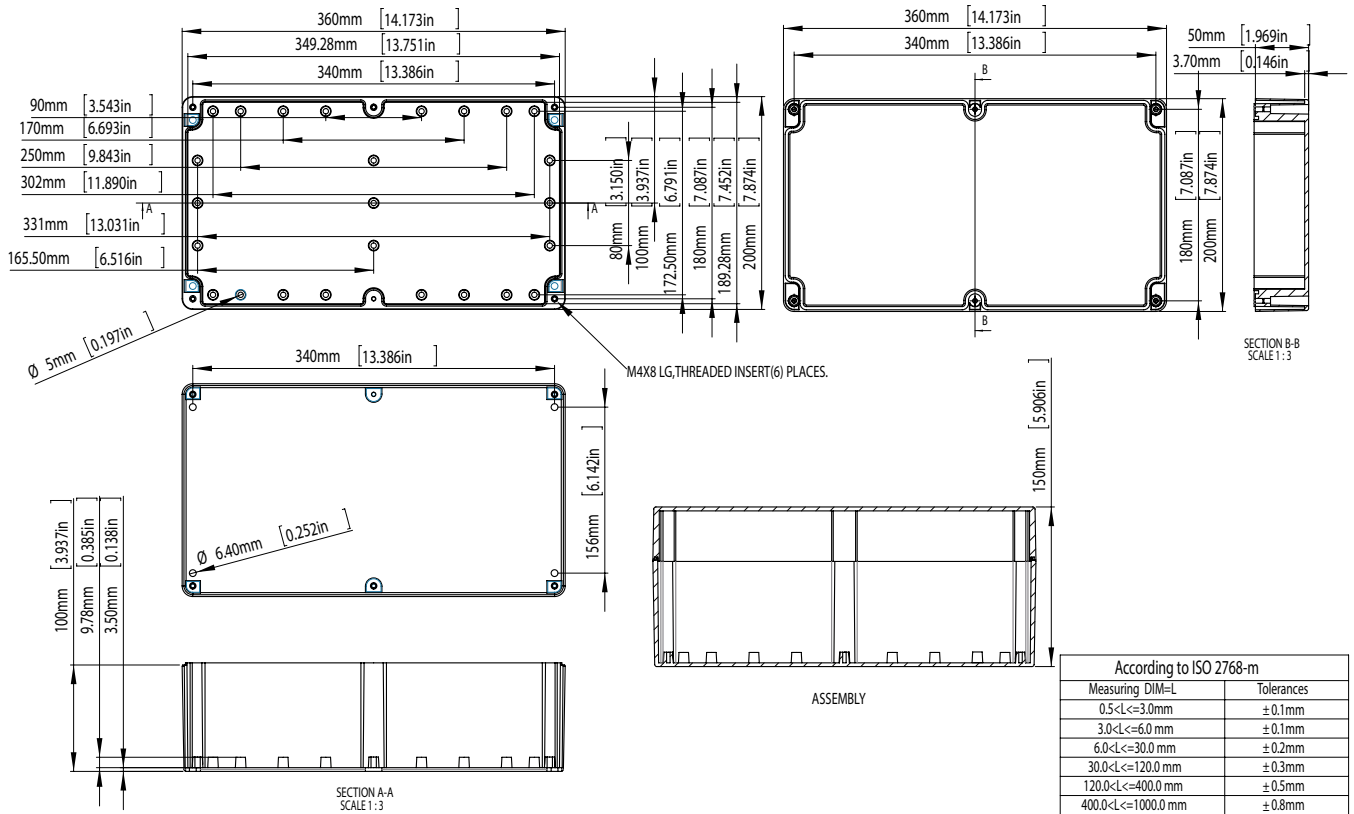 360mm [14.173in]
349.28mm [13.751in]
340mm [13.386in]
90mm [3.543in]
170mm [6.693in]
250mm [9.843in]
302mm [11.890in]
A A
331mm [13.031in]
165.50mm [6.516in]
Ø 5mm [0.197in]
80mm [3.150in]
100mm [3.937in]
172.50mm [6.791in]
180mm [7.087in]
189.28mm [7.452in]
200mm [7.874in]
M4X8 LG,THREADED INSERT(6) PLACES.
360mm [14.173in]
340mm [13.386in]
B
B
180mm [7.087in]
200mm [7.874in]
50mm [1.969in]
3.70mm [0.146in]
SECTION B-B
SCALE 1 : 3
340mm [13.386in]
156mm [6.142in]
Ø 6.40mm [0.252in]
100mm [3.937in]
9.78mm [0.385in]
3.50mm [0.138in]
SECTION A-A
SCALE 1 : 3
150mm [5.906in]
ASSEMBLY
According to ISO 2768-m
Measuring DIM=L Tolerances
0.5<L<=3.0mm ±0.1mm
3.0<L<=6.0 mm ±0.1mm
6.0<L<=30.0 mm ±0.2mm
30.0<L<=120.0 mm ±0.3mm
120.0<L<=400.0 mm ±0.5mm
400.0<L<=1000.0 mm ±0.8mm